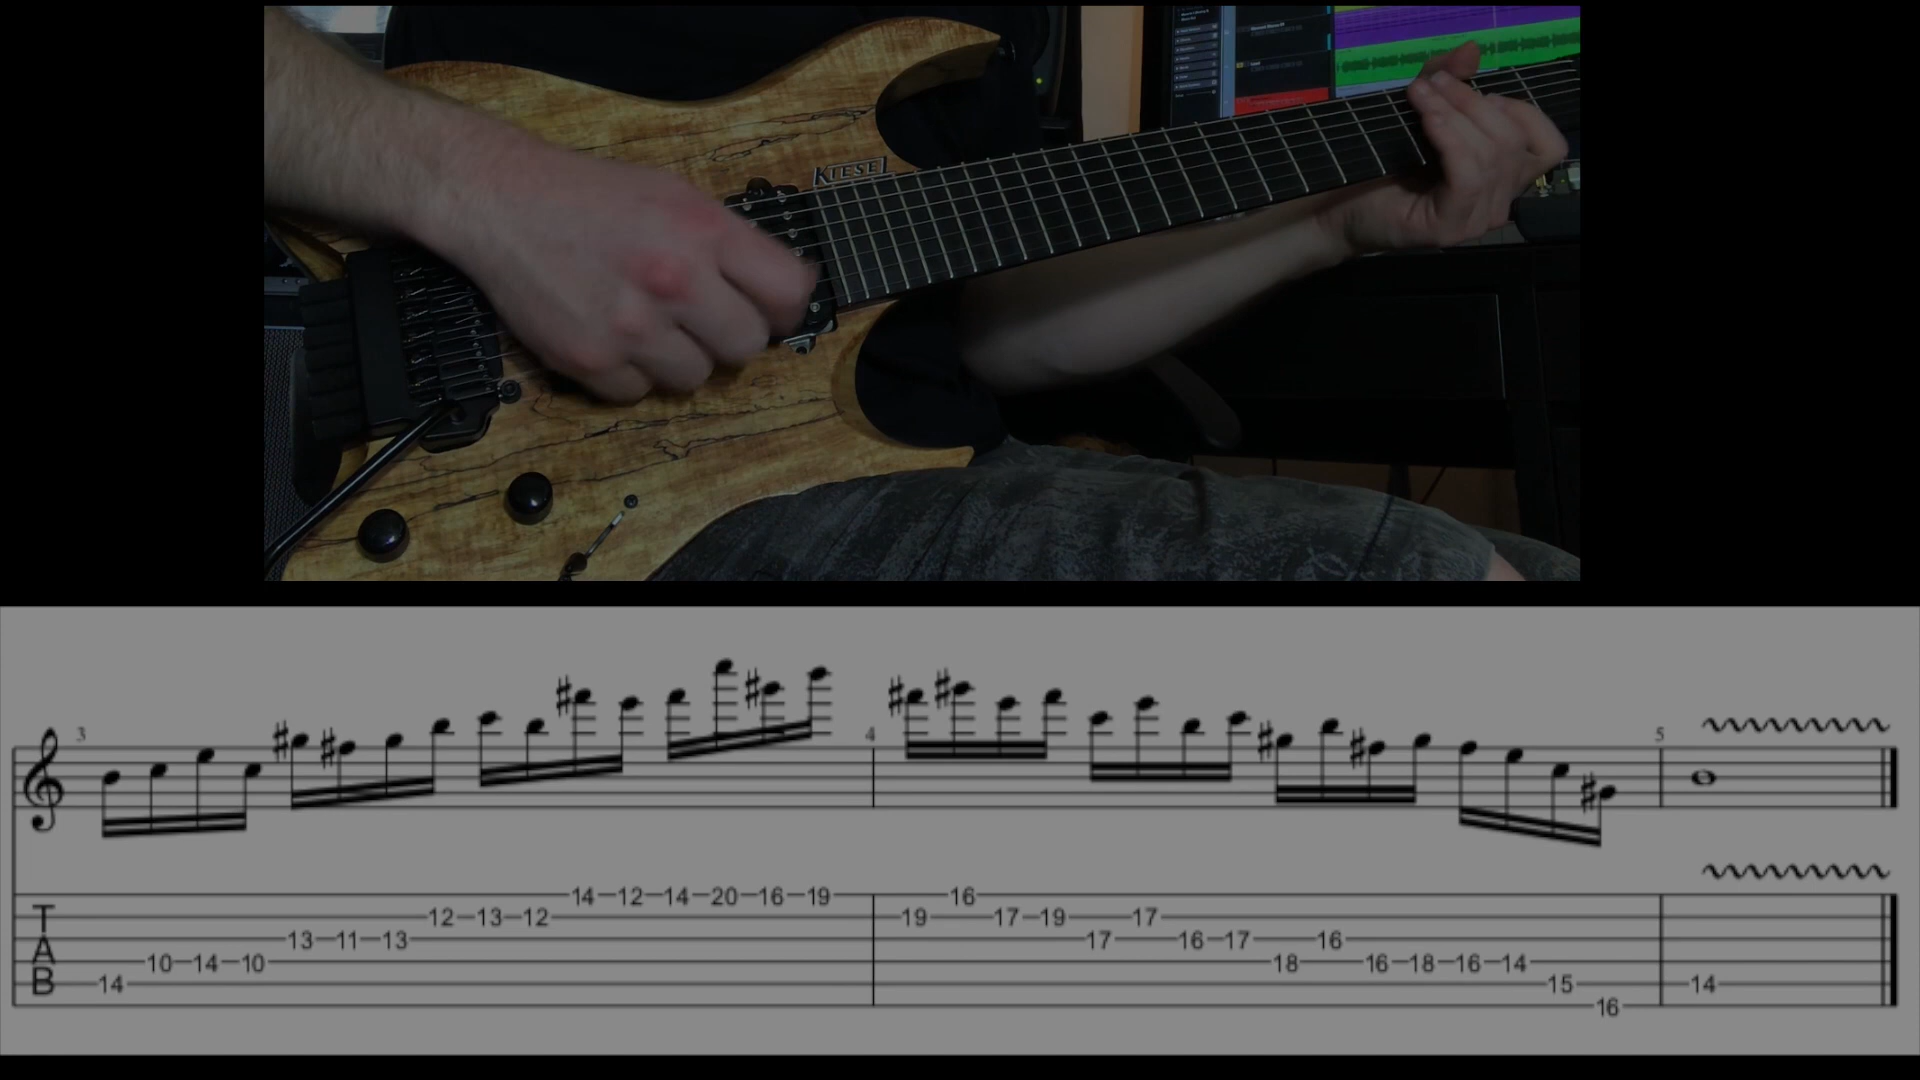 KIESEL
3 4 5
14 12 14 20 16 19 16
12 13 12 19 17 19 17
T 13 11 13 17 16 17 16
A 10 14 10 18 16 18 16 14
B 14 15 14
16